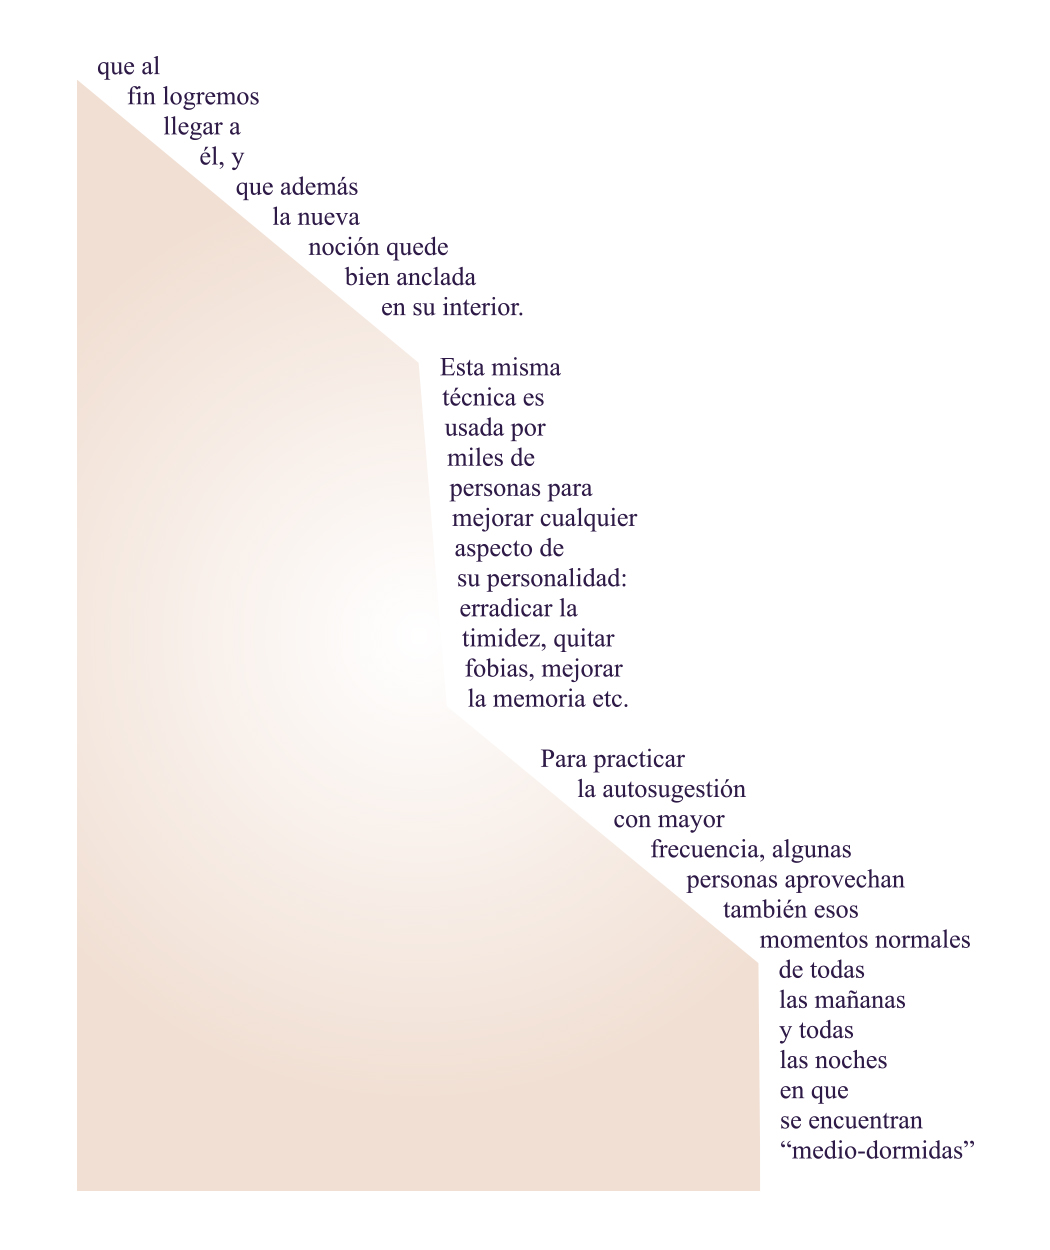 que al
fin logremos
llegar a
él, y
que además
la nueva
noción quede
bien anclada
en su interior.
Esta misma
técnica es
usada por
miles de
personas para
mejorar cualquier
aspecto de
su personalidad:
erradicar la
timidez, quitar
fobias, mejorar
la memoria etc.
Para practicar
la autosugestión
con mayor
frecuencia, algunas
personas aprovechan
también esos
momentos normales
de todas
las mañanas
y todas
las noches
en que
se encuentran
“medio-dormidas”